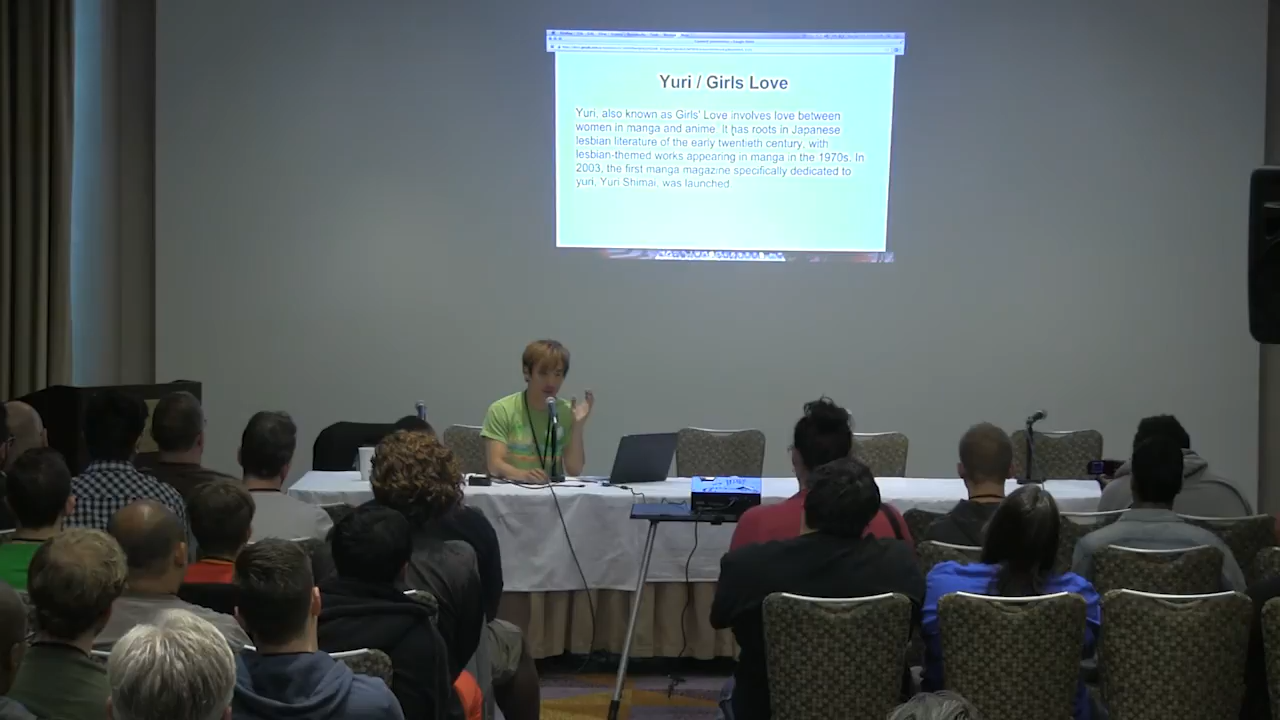 Yuri / Girls Love
Yuri, also known as Girls' Love involves love between
women in manga and anime. It has roots in Japanese
lesbian literature of the early twentieth century, with
lesbian-themed works appearing in manga in the 1970s. In
2003, the first manga magazine specifically dedicated to
yuri, Yuri Shimai, was launched.